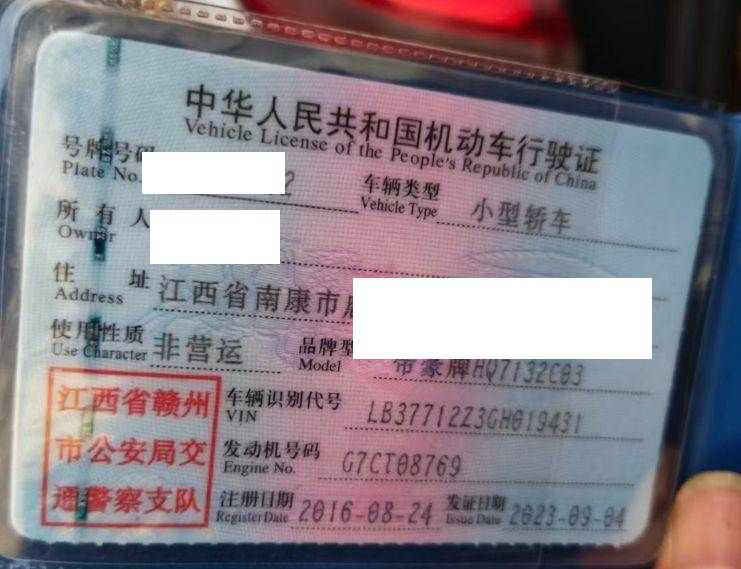 中华人民共和国机动车行驶证
Vehicle License of the People's Republic of China
号牌号码 2 车辆类型 小型轿车
Plate No. Vehicle Type
所有人
Owner
住址 江西省南康市
Address
使用性质 非营运 品牌型
Use Character Model 帝豪牌HQ7132C03
江西省赣州
市公安局交
通警察支队
车辆识别代号 LB37712Z3GH019431
VIN
发动机号码 G7CT08769
Engine No.
注册日期 2016-08-24 发证日期 2023-09-04
Register Date Issue Date